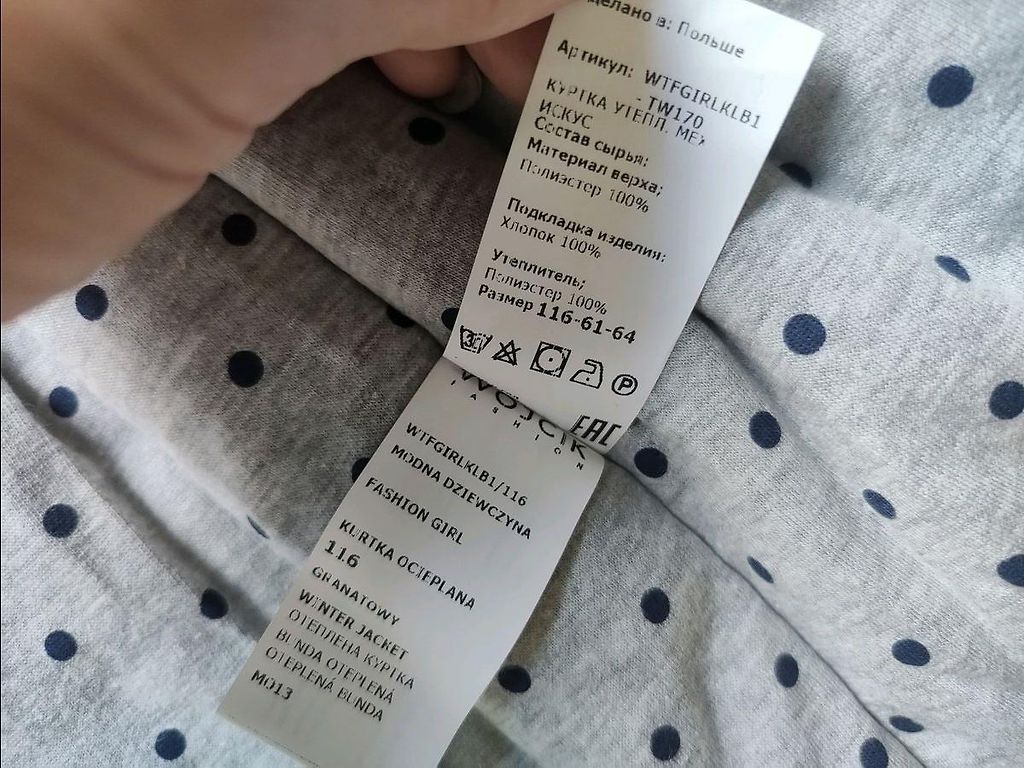 Сделано в: Польше
Артикул: WTFGIRLKLB1
- TW170
КУРТКА УТЕПЛ. МЕХ
ИСКУС
Состав сырья:
Материал верха;
Полиэстер 100%
Подкладка изделия:
Хлопок 100%
Утеплитель;
Полиэстер 100%
Размер 116-61-64
EAC
WÓJCIK
FASHION
WTFGIRLKLB1/116
MODNA DZIEWCZYNA
FASHION GIRL
KURTKA OCIEPLANA
116
GRANATOWY
WINTER JACKET
ОТЕПЛЕНА КУРТКА
BUNDA OTEPLENÁ
OTEPLENÁ BUNDA
M013